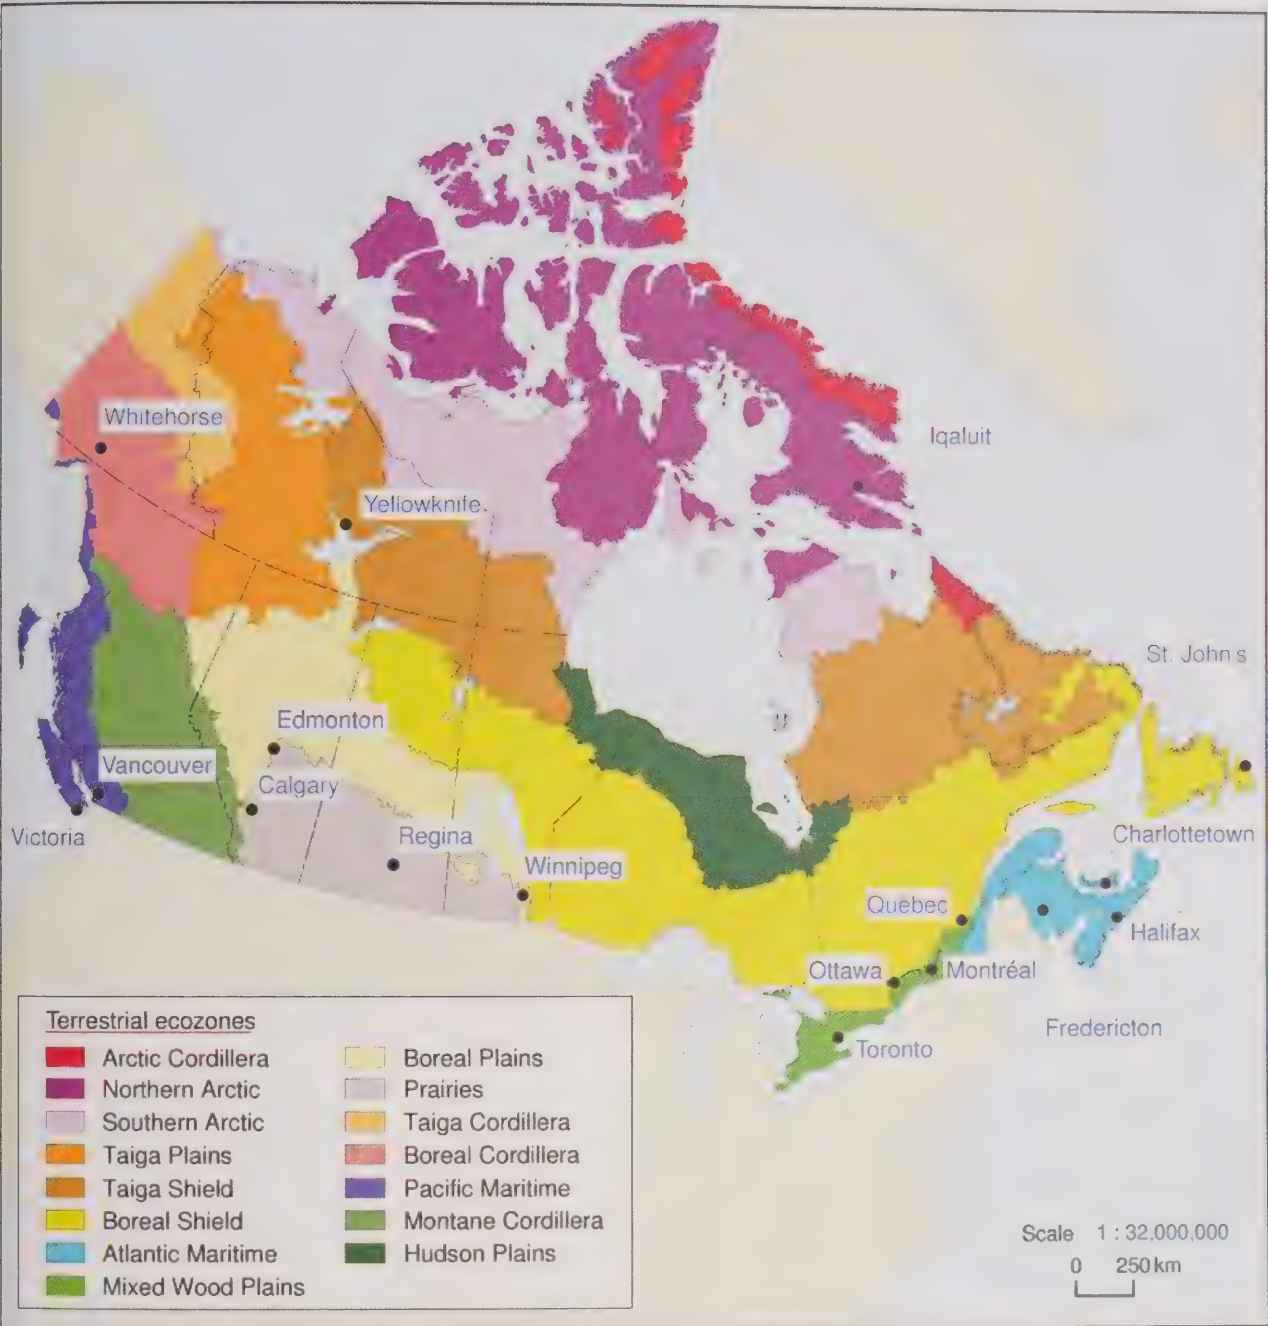 Whitehorse
Iqaluit
Yellowknife
St. John s
Edmonton
Vancouver
Calgary
Victoria
Regina
Winnipeg
Charlottetown
Quebec
Halifax
Ottawa
Montréal
Fredericton
Toronto
Terrestrial ecozones
Arctic Cordillera
Northern Arctic
Southern Arctic
Taiga Plains
Taiga Shield
Boreal Shield
Atlantic Maritime
Mixed Wood Plains
Boreal Plains
Prairies
Taiga Cordillera
Boreal Cordillera
Pacific Maritime
Montane Cordillera
Hudson Plains
Scale 1 : 32,000,000
0 250 km